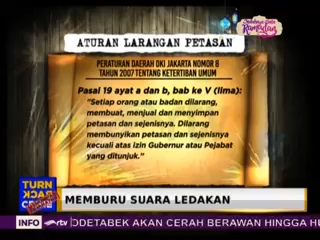 Ramadan
ATURAN LARANGAN PETASAN
PERATURAN DAERAH DKI JAKARTA NOMOR 8
TAHUN 2007 TENTANG KETERTIBAN UMUM
Pasal 19 ayat a dan b, bab ke V (lima):
"Setiap orang atau badan dilarang,
membuat, menjual dan menyimpan
petasan dan sejenisnya. Dilarang
membunyikan petasan dan sejenisnya
kecuali atas izin Gubernur atau Pejabat
yang ditunjuk."
TURN
BACK
CRIME
MEMBURU SUARA LEDAKAN
INFO rtv ODETABEK AKAN CERAH BERAWAN HINGGA HU